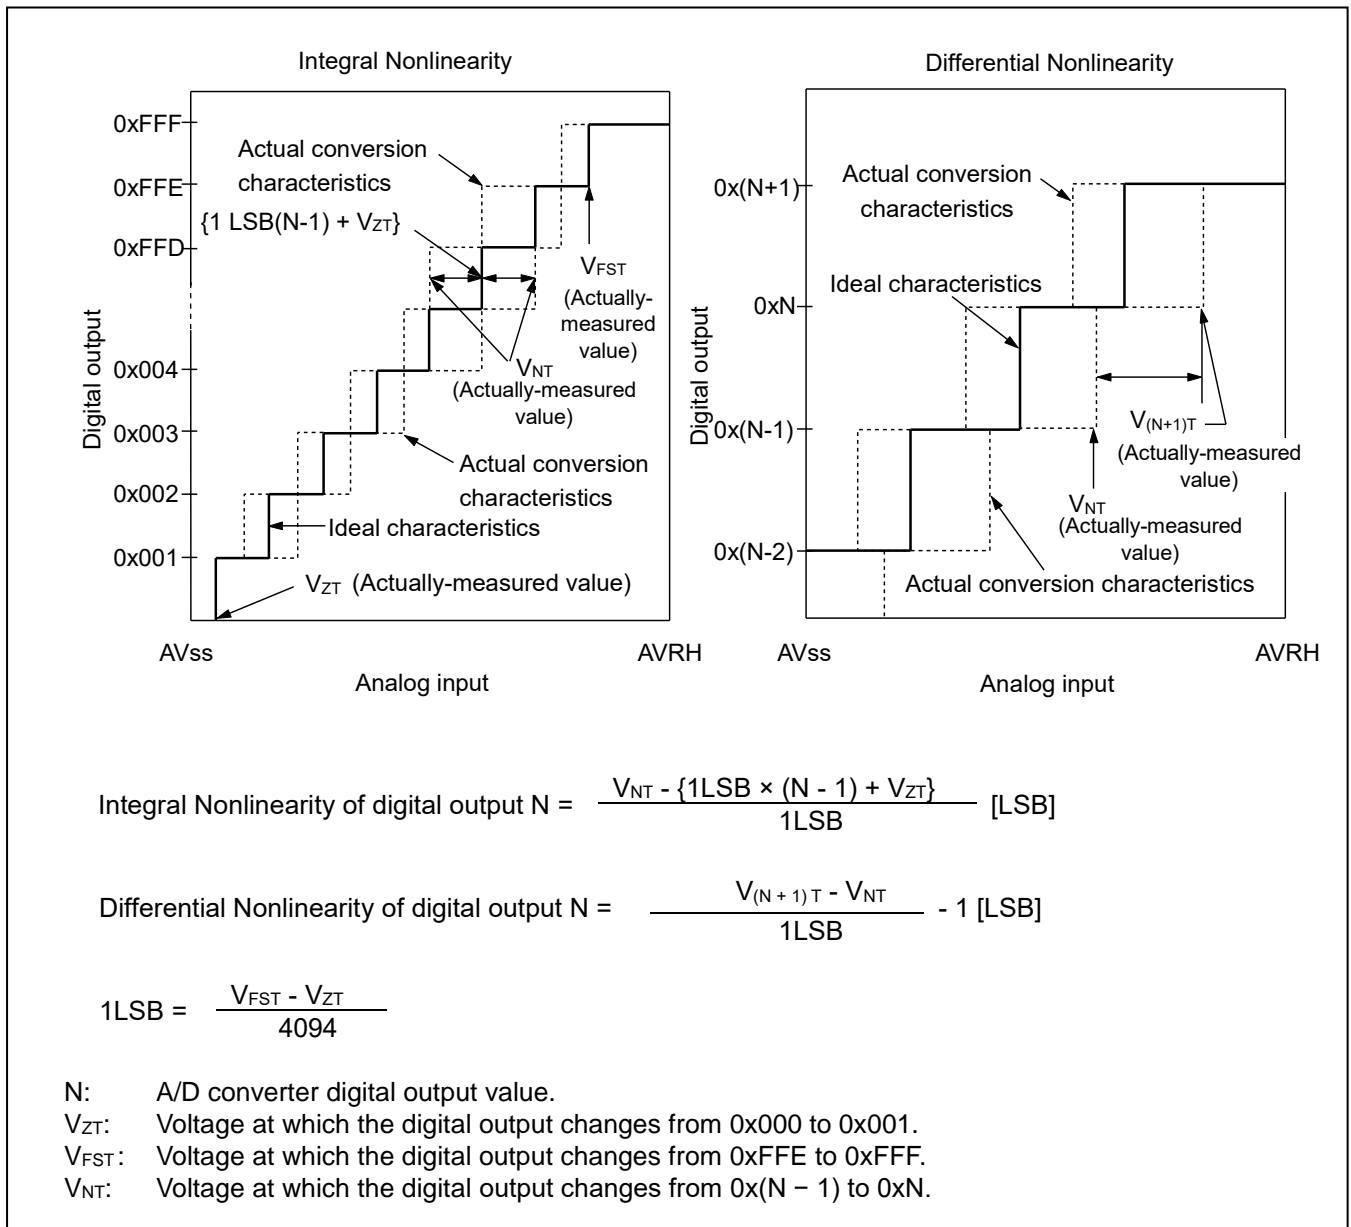 Integral Nonlinearity
0xFFF
0xFFE
0xFFD
0x004
0x003
0x002
0x001
Digital output
Actual conversion
characteristics
{1 LSB(N-1) + VZT}
VFST
(Actually-
measured
value)
VNT
(Actually-measured
value)
Actual conversion
characteristics
Ideal characteristics
VZT (Actually-measured value)
AVss
AVRH
Analog input
Differential Nonlinearity
0x(N+1)
0xN
0x(N-1)
0x(N-2)
Digital output
Actual conversion
characteristics
Ideal characteristics
V(N+1)T
(Actually-measured
value)
VNT
(Actually-measured
value)
Actual conversion characteristics
AVss
AVRH
Analog input
Integral Nonlinearity of digital output N =
VNT - {1LSB × (N - 1) + VZT}
1LSB
[LSB]
Differential Nonlinearity of digital output N =
V(N + 1) T - VNT
1LSB
- 1 [LSB]
1LSB =
VFST - VZT
4094
N: A/D converter digital output value.
VZT: Voltage at which the digital output changes from 0x000 to 0x001.
VFST: Voltage at which the digital output changes from 0xFFE to 0xFFF.
VNT: Voltage at which the digital output changes from 0x(N − 1) to 0xN.